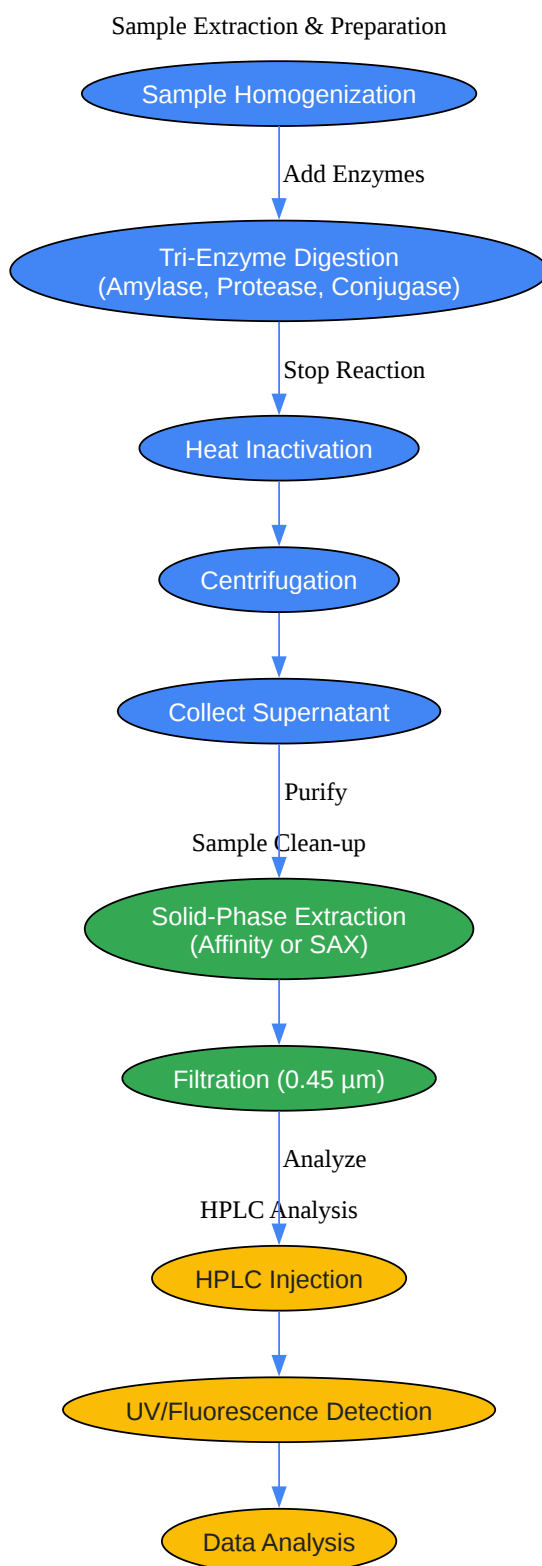 Sample Extraction & Preparation
Sample Homogenization
Add Enzymes
Tri-Enzyme Digestion
(Amylase, Protease, Conjugase)
Stop Reaction
Heat Inactivation
Centrifugation
Collect Supernatant
Purify
Sample Clean-up
Solid-Phase Extraction
(Affinity or SAX)
Filtration (0.45 µm)
Analyze
HPLC Analysis
HPLC Injection
UV/Fluorescence Detection
Data Analysis